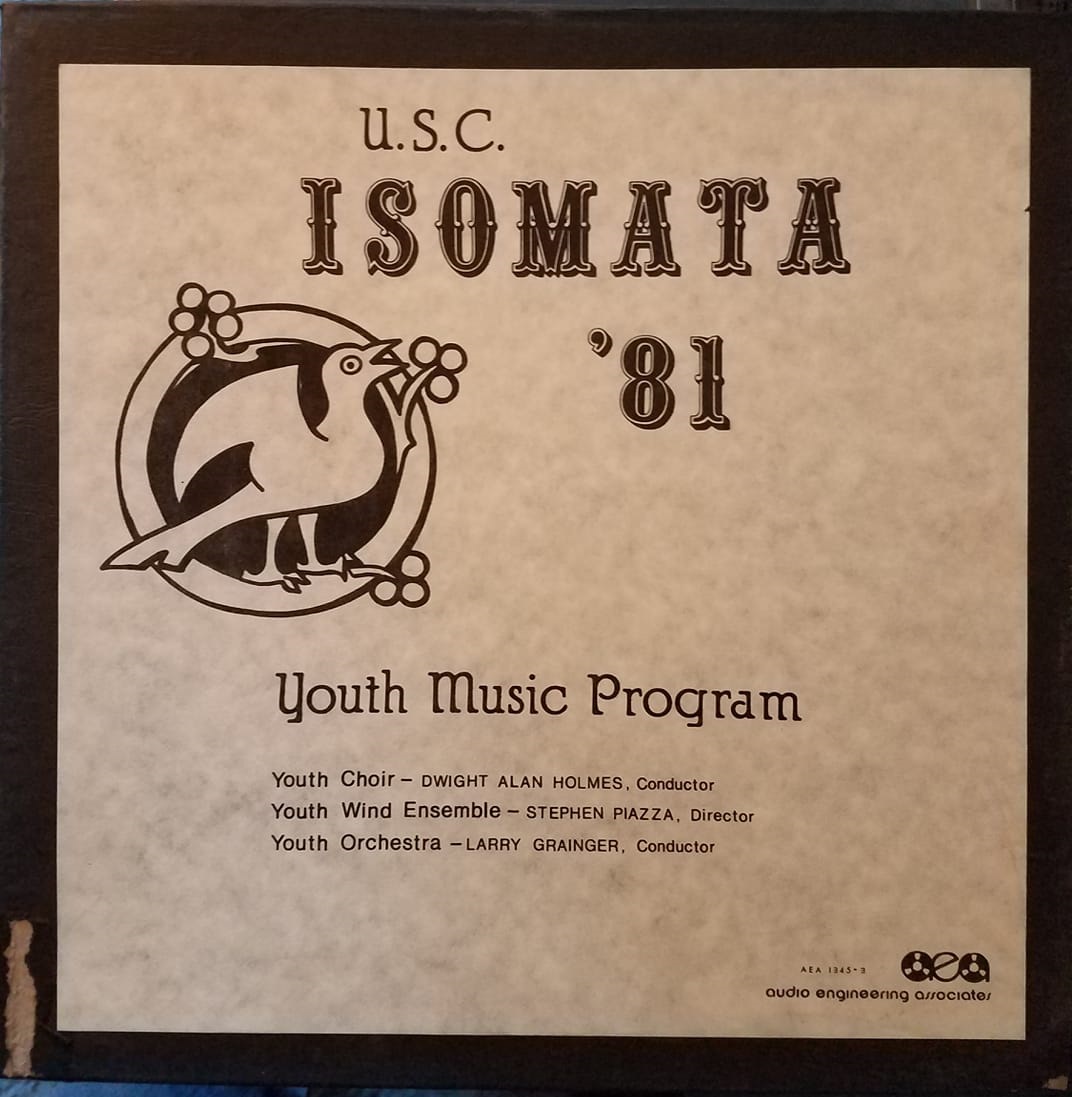 U.S.C.
ISOMATA
'81
Youth Music Program
Youth Choir – DWIGHT ALAN HOLMES, Conductor
Youth Wind Ensemble – STEPHEN PIAZZA, Director
Youth Orchestra – LARRY GRAINGER, Conductor
AEA 1345-3
aea
audio engineering associates